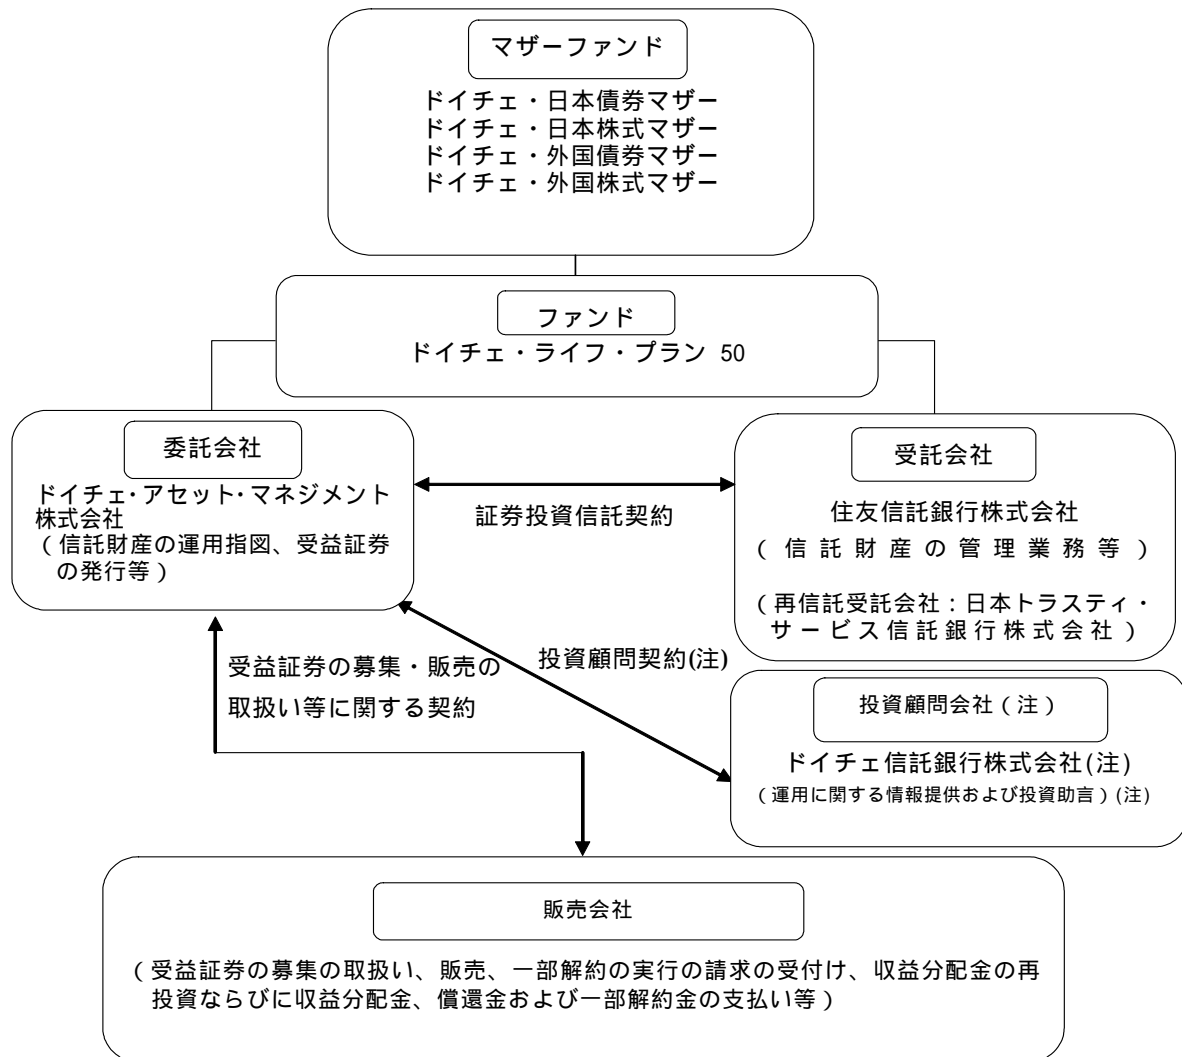 マザーファンド
ドイチェ・日本債券マザー
ドイチェ・日本株式マザー
ドイチェ・外国債券マザー
ドイチェ・外国株式マザー
ファンド
ドイチェ・ライフ・プラン 50
委託会社
ドイチェ・アセット・マネジメント
株式会社
（信託財産の運用指図、受益証券
の発行等）
証券投資信託契約
受託会社
住友信託銀行株式会社
（信託財産の管理業務等）
（再信託受託会社：日本トラスティ・
サービス信託銀行株式会社）
受益証券の募集・販売の
取扱い等に関する契約
投資顧問契約(注)
投資顧問会社（注）
ドイチェ信託銀行株式会社(注)
（運用に関する情報提供および投資助言）(注)
販売会社
（受益証券の募集の取扱い、販売、一部解約の実行の請求の受付け、収益分配金の再
投資ならびに収益分配金、償還金および一部解約金の支払い等）